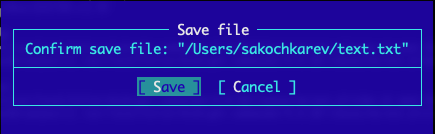 Save file
Confirm save file: "/Users/sakochkarev/text.txt"
[ Save ] [ Cancel ]